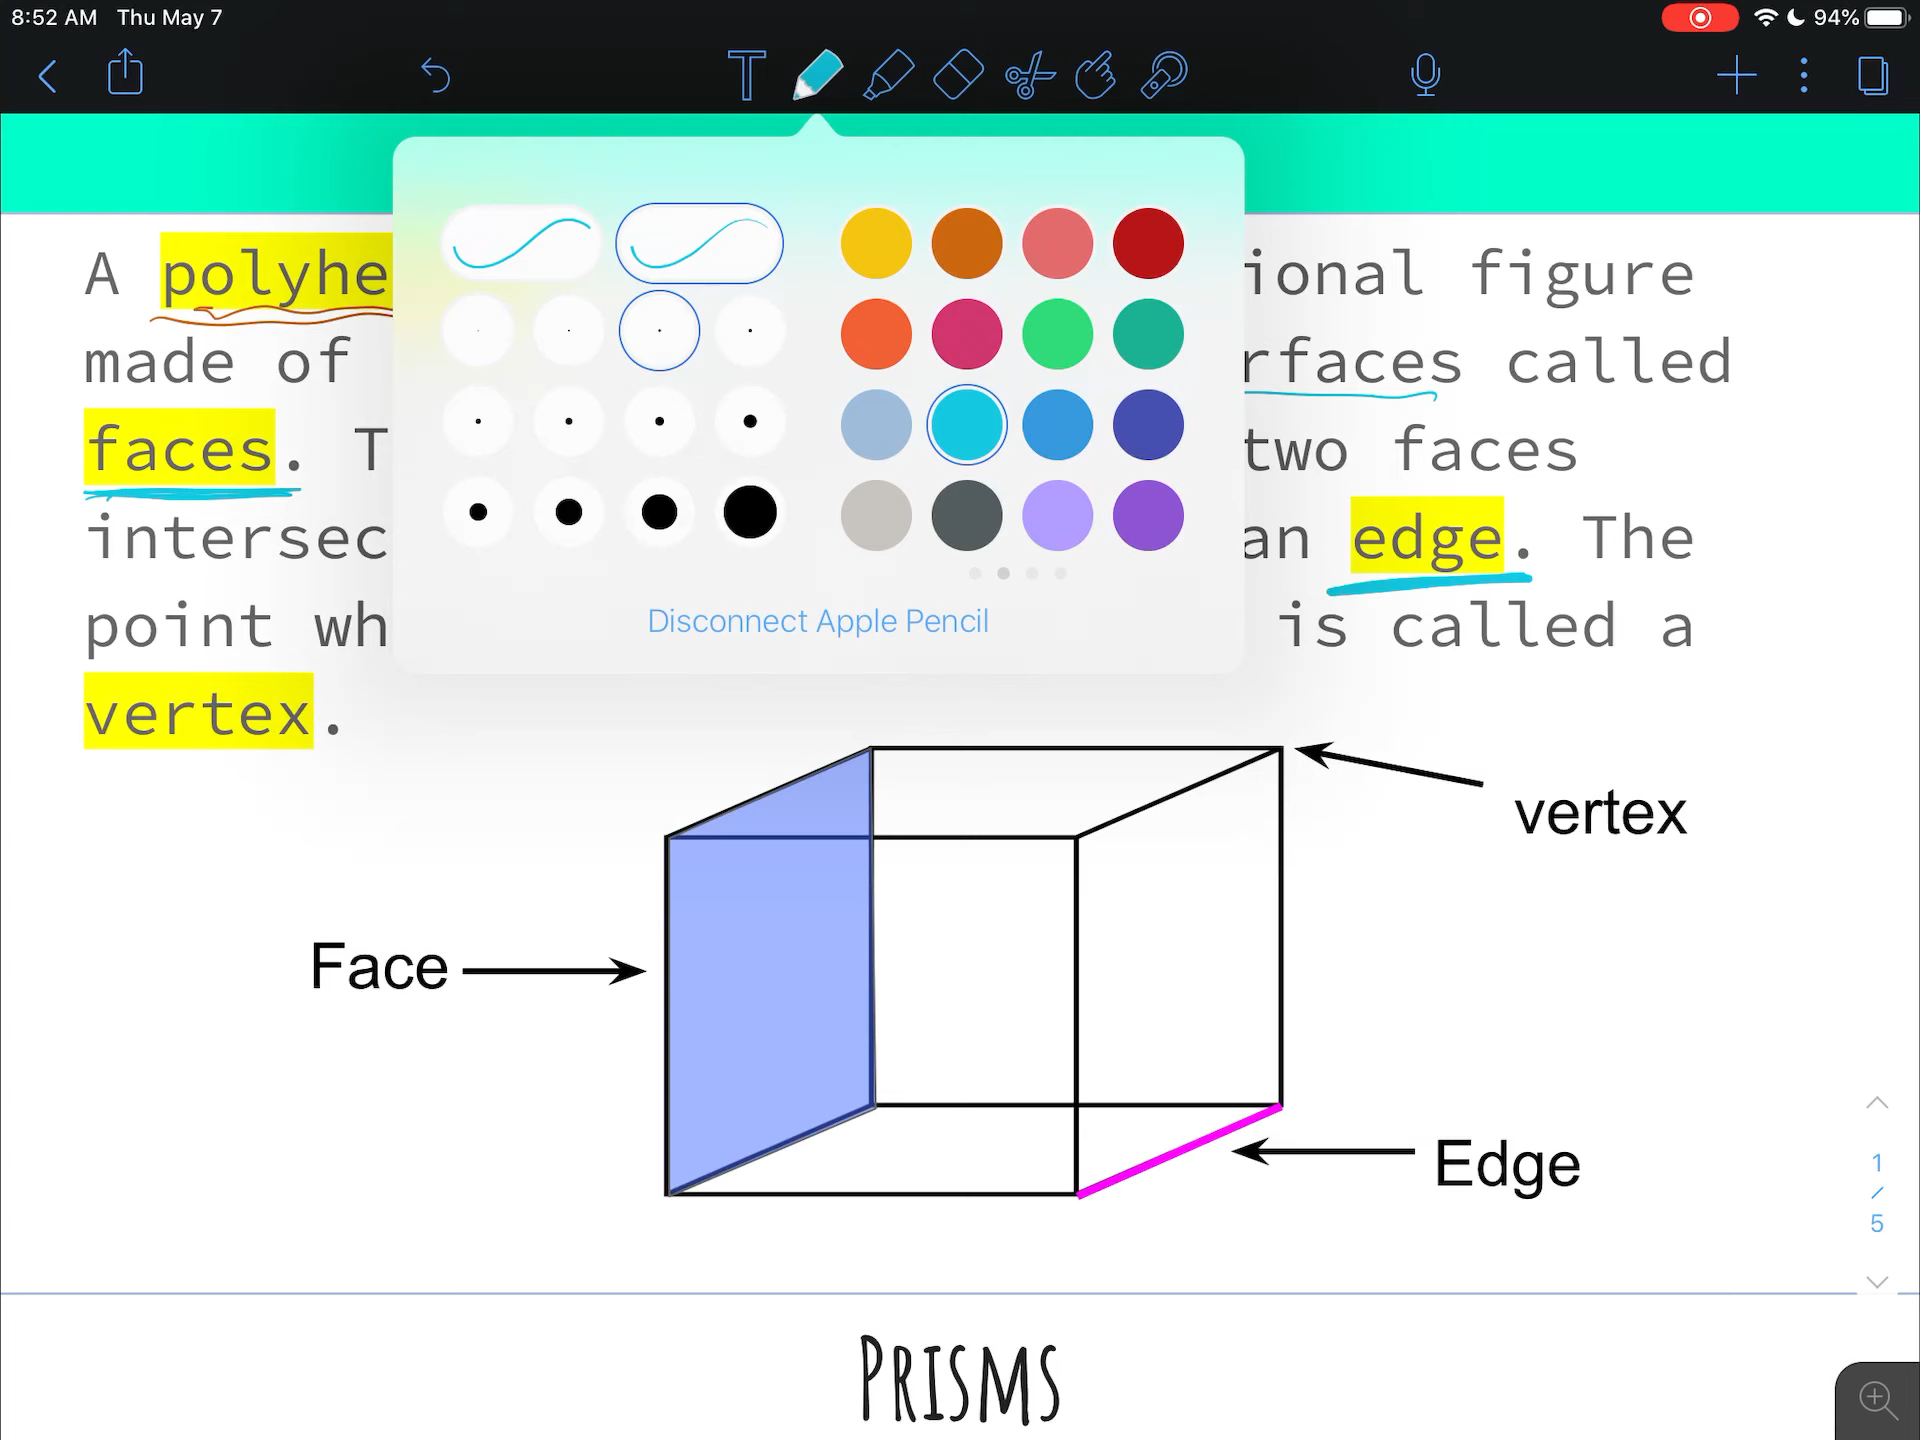 8:52 AM Thu May 7
94%
T
A polyhe ional figure
made of rfaces called
faces. T two faces
intersec an edge. The
point wh is called a
vertex.
Disconnect Apple Pencil
vertex
Face
Edge
1
/
5
PRISMS